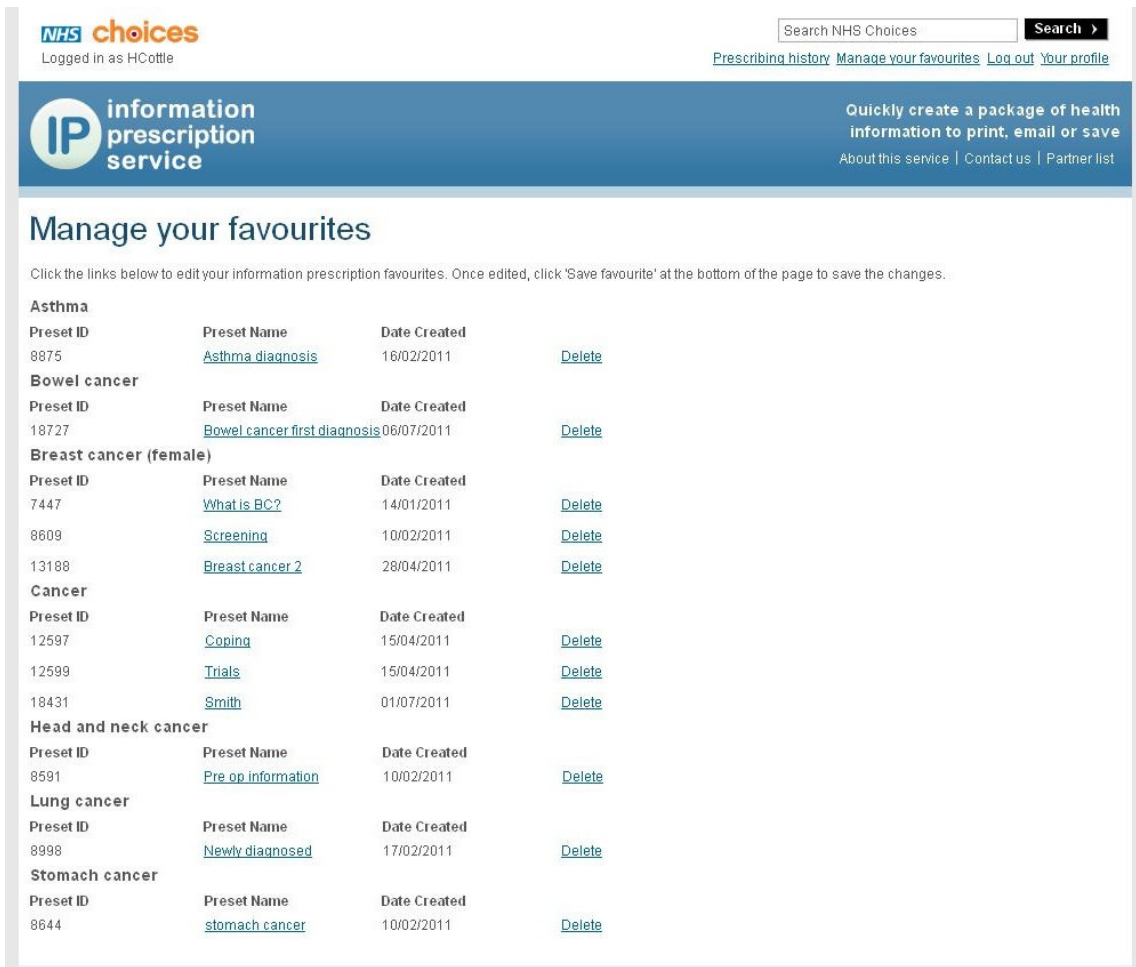 NHS choices
Search NHS Choices Search ›
Logged in as HCottle
Prescribing history Manage your favourites Log out Your profile
IP information prescription service
Quickly create a package of health
information to print, email or save
About this service | Contact us | Partner list
Manage your favourites
Click the links below to edit your information prescription favourites. Once edited, click 'Save favourite' at the bottom of the page to save the changes.
Asthma
Preset ID Preset Name Date Created
8875 Asthma diagnosis 16/02/2011 Delete
Bowel cancer
Preset ID Preset Name Date Created
18727 Bowel cancer first diagnosis 06/07/2011 Delete
Breast cancer (female)
Preset ID Preset Name Date Created
7447 What is BC? 14/01/2011 Delete
8609 Screening 10/02/2011 Delete
13188 Breast cancer 2 28/04/2011 Delete
Cancer
Preset ID Preset Name Date Created
12597 Coping 15/04/2011 Delete
12599 Trials 15/04/2011 Delete
18431 Smith 01/07/2011 Delete
Head and neck cancer
Preset ID Preset Name Date Created
8591 Pre op information 10/02/2011 Delete
Lung cancer
Preset ID Preset Name Date Created
8998 Newly diagnosed 17/02/2011 Delete
Stomach cancer
Preset ID Preset Name Date Created
8644 stomach cancer 10/02/2011 Delete